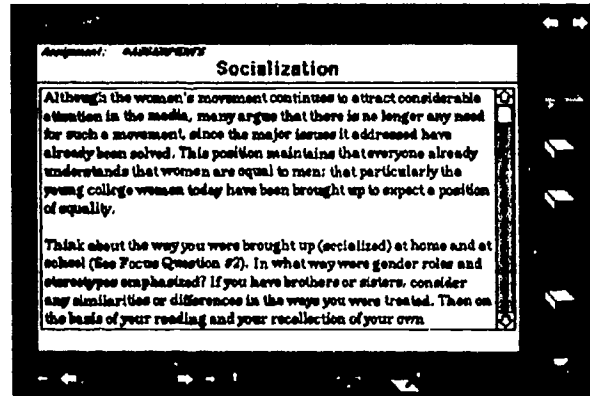 Assignment:
Socialization
Although the women's movement continues to attract considerable
attention in the media, many argue that there is no longer any need
for such a movement, since the major issues it addressed have
already been solved. This position maintains that everyone already
understands that women are equal to men; that particularly the
young college women today have been brought up to expect a position
of equality.
Think about the way you were brought up (socialized) at home and at
school (See Focus Question #2). In what way were gender roles and
stereotypes emphasized? If you have brothers or sisters, consider
any similarities or differences in the ways you were treated. Then on
the basis of your reading and your recollection of your own